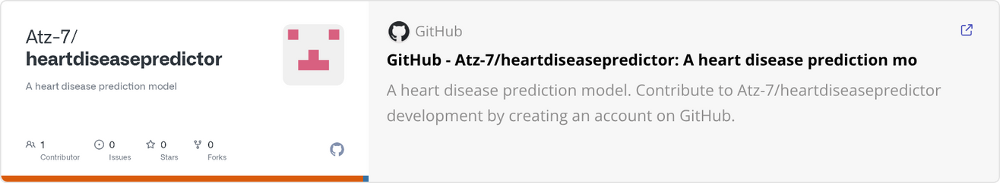 Atz-7/
heartdiseasepredictor
A heart disease prediction model
1
Contributor
0
Issues
0
Stars
0
Forks
GitHub
GitHub - Atz-7/heartdiseasepredictor: A heart disease prediction mo
A heart disease prediction model. Contribute to Atz-7/heartdiseasepredictor
development by creating an account on GitHub.